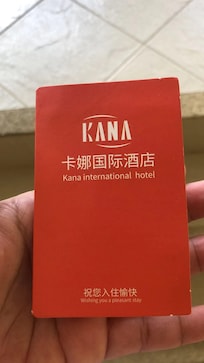 KANA
卡娜国际酒店
Kana international hotel
祝您入住愉快
Wishing you a pleasant stay